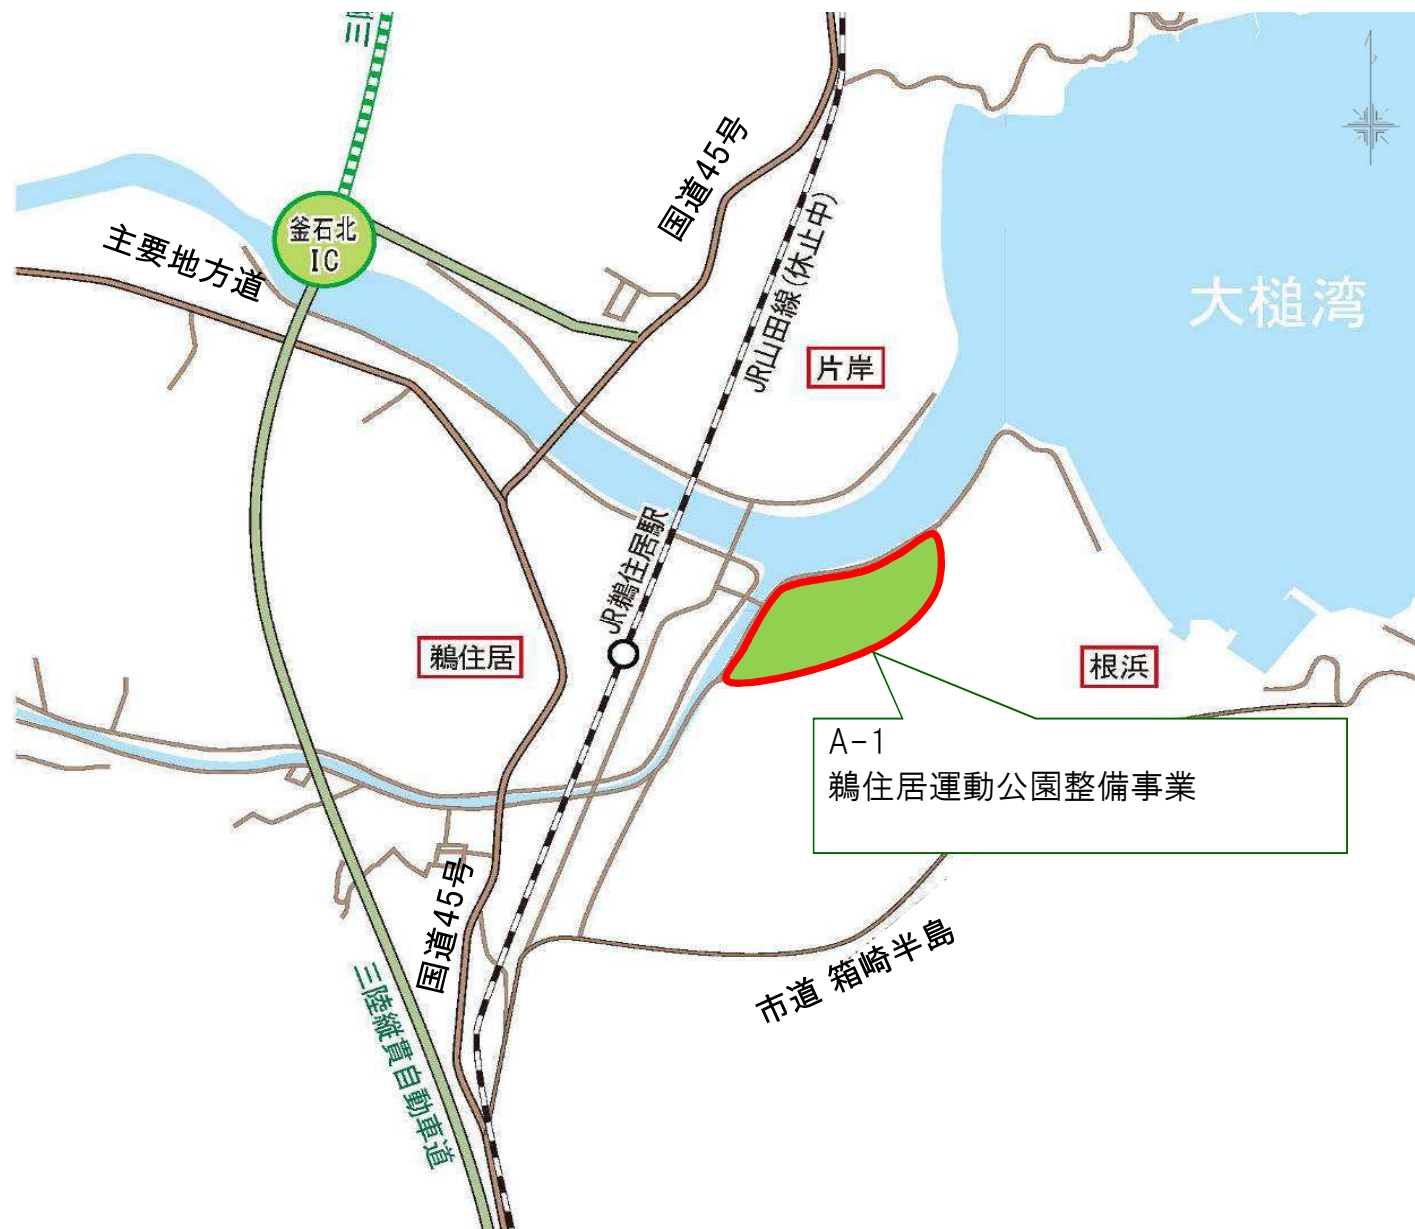 三陸
国道45号
釜石北
IC
主要地方道
JR山田線(休止中)
大槌湾
片岸
JR鵜住居駅
鵜住居
根浜
A-1
鵜住居運動公園整備事業
国道45号
市道 箱崎半島
三陸縦貫自動車道